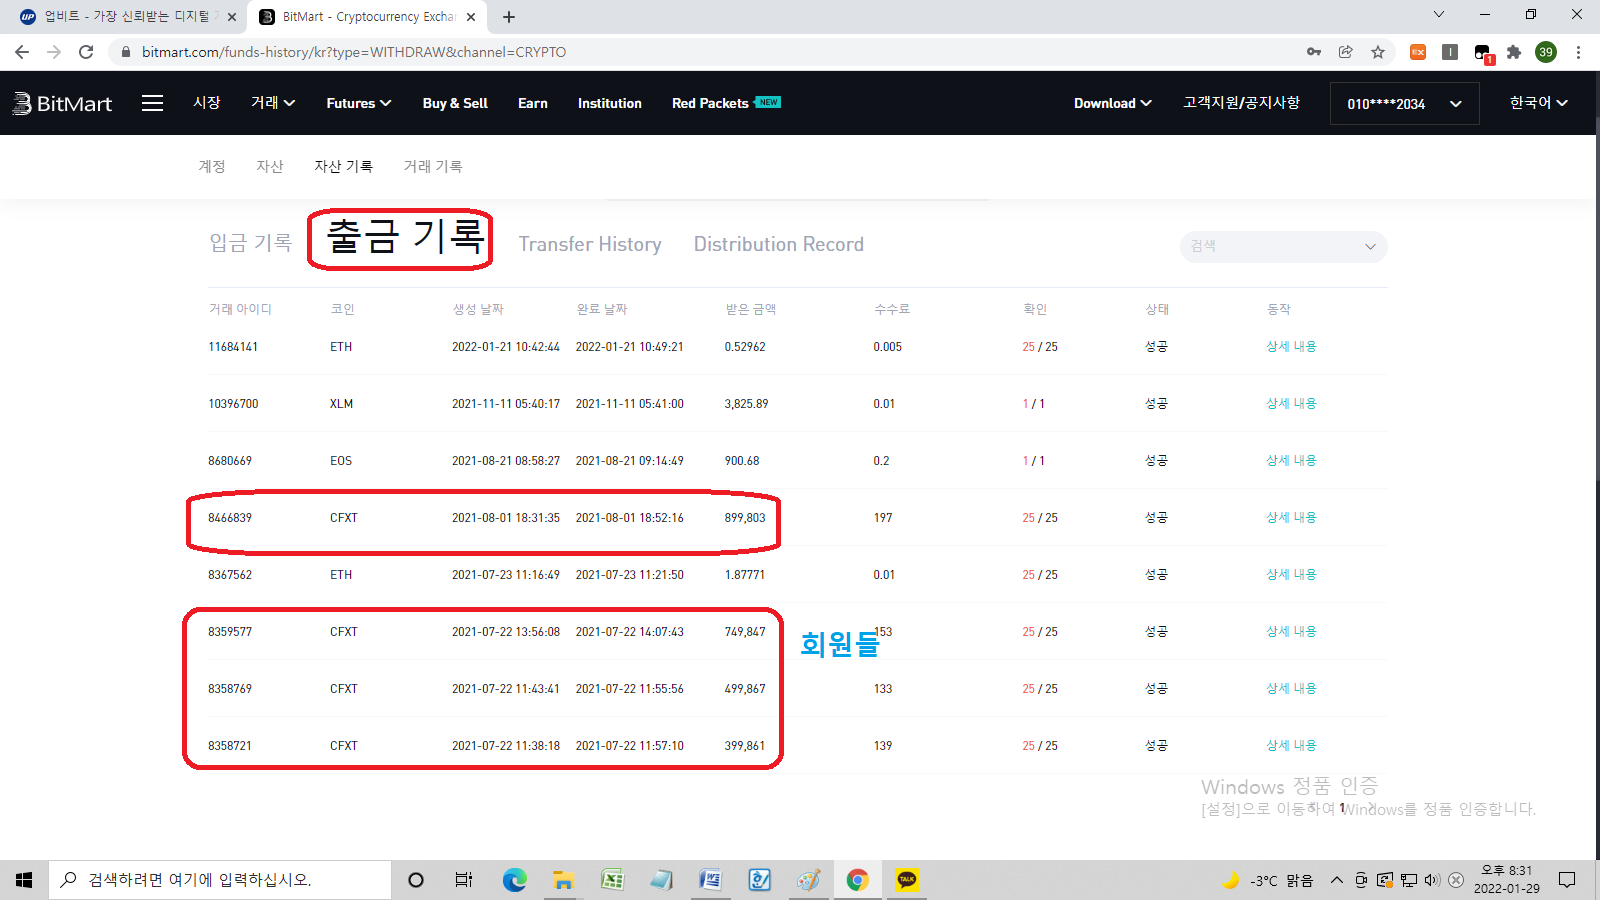 업비트 - 가장 신뢰받는 디지털
BitMart - Cryptocurrency Exchan
bitmart.com/funds-history/kr?type=WITHDRAW&channel=CRYPTO
EX
1
39
BitMart
시장
거래
Futures
Buy & Sell
Earn
Institution
Red Packets NEW
Download
고객지원/공지사항
010****2034
한국어
계정
자산
자산 기록
거래 기록
입금 기록
출금 기록
Transfer History
Distribution Record
검색
거래 아이디 코인 생성 날짜 완료 날짜 받은 금액 수수료 확인 상태 동작
11684141 ETH 2022-01-21 10:42:44 2022-01-21 10:49:21 0.52962 0.005 25 / 25 성공 상세 내용
10396700 XLM 2021-11-11 05:40:17 2021-11-11 05:41:00 3,825.89 0.01 1 / 1 성공 상세 내용
8680669 EOS 2021-08-21 08:58:27 2021-08-21 09:14:49 900.68 0.2 1 / 1 성공 상세 내용
8466839 CFXT 2021-08-01 18:31:35 2021-08-01 18:52:16 899,803 197 25 / 25 성공 상세 내용
8367562 ETH 2021-07-23 11:16:49 2021-07-23 11:21:50 1.87771 0.01 25 / 25 성공 상세 내용
8359577 CFXT 2021-07-22 13:56:08 2021-07-22 14:07:43 749,847 153 25 / 25 성공 상세 내용
회원들
8358769 CFXT 2021-07-22 11:43:41 2021-07-22 11:55:56 499,867 133 25 / 25 성공 상세 내용
8358721 CFXT 2021-07-22 11:38:18 2021-07-22 11:57:10 399,861 139 25 / 25 성공 상세 내용
Windows 정품 인증
[설정]으로 이동하여 Windows를 정품 인증합니다.
1
검색하려면 여기에 입력하십시오.
TALK
-3°C 맑음
오후 8:31
2022-01-29